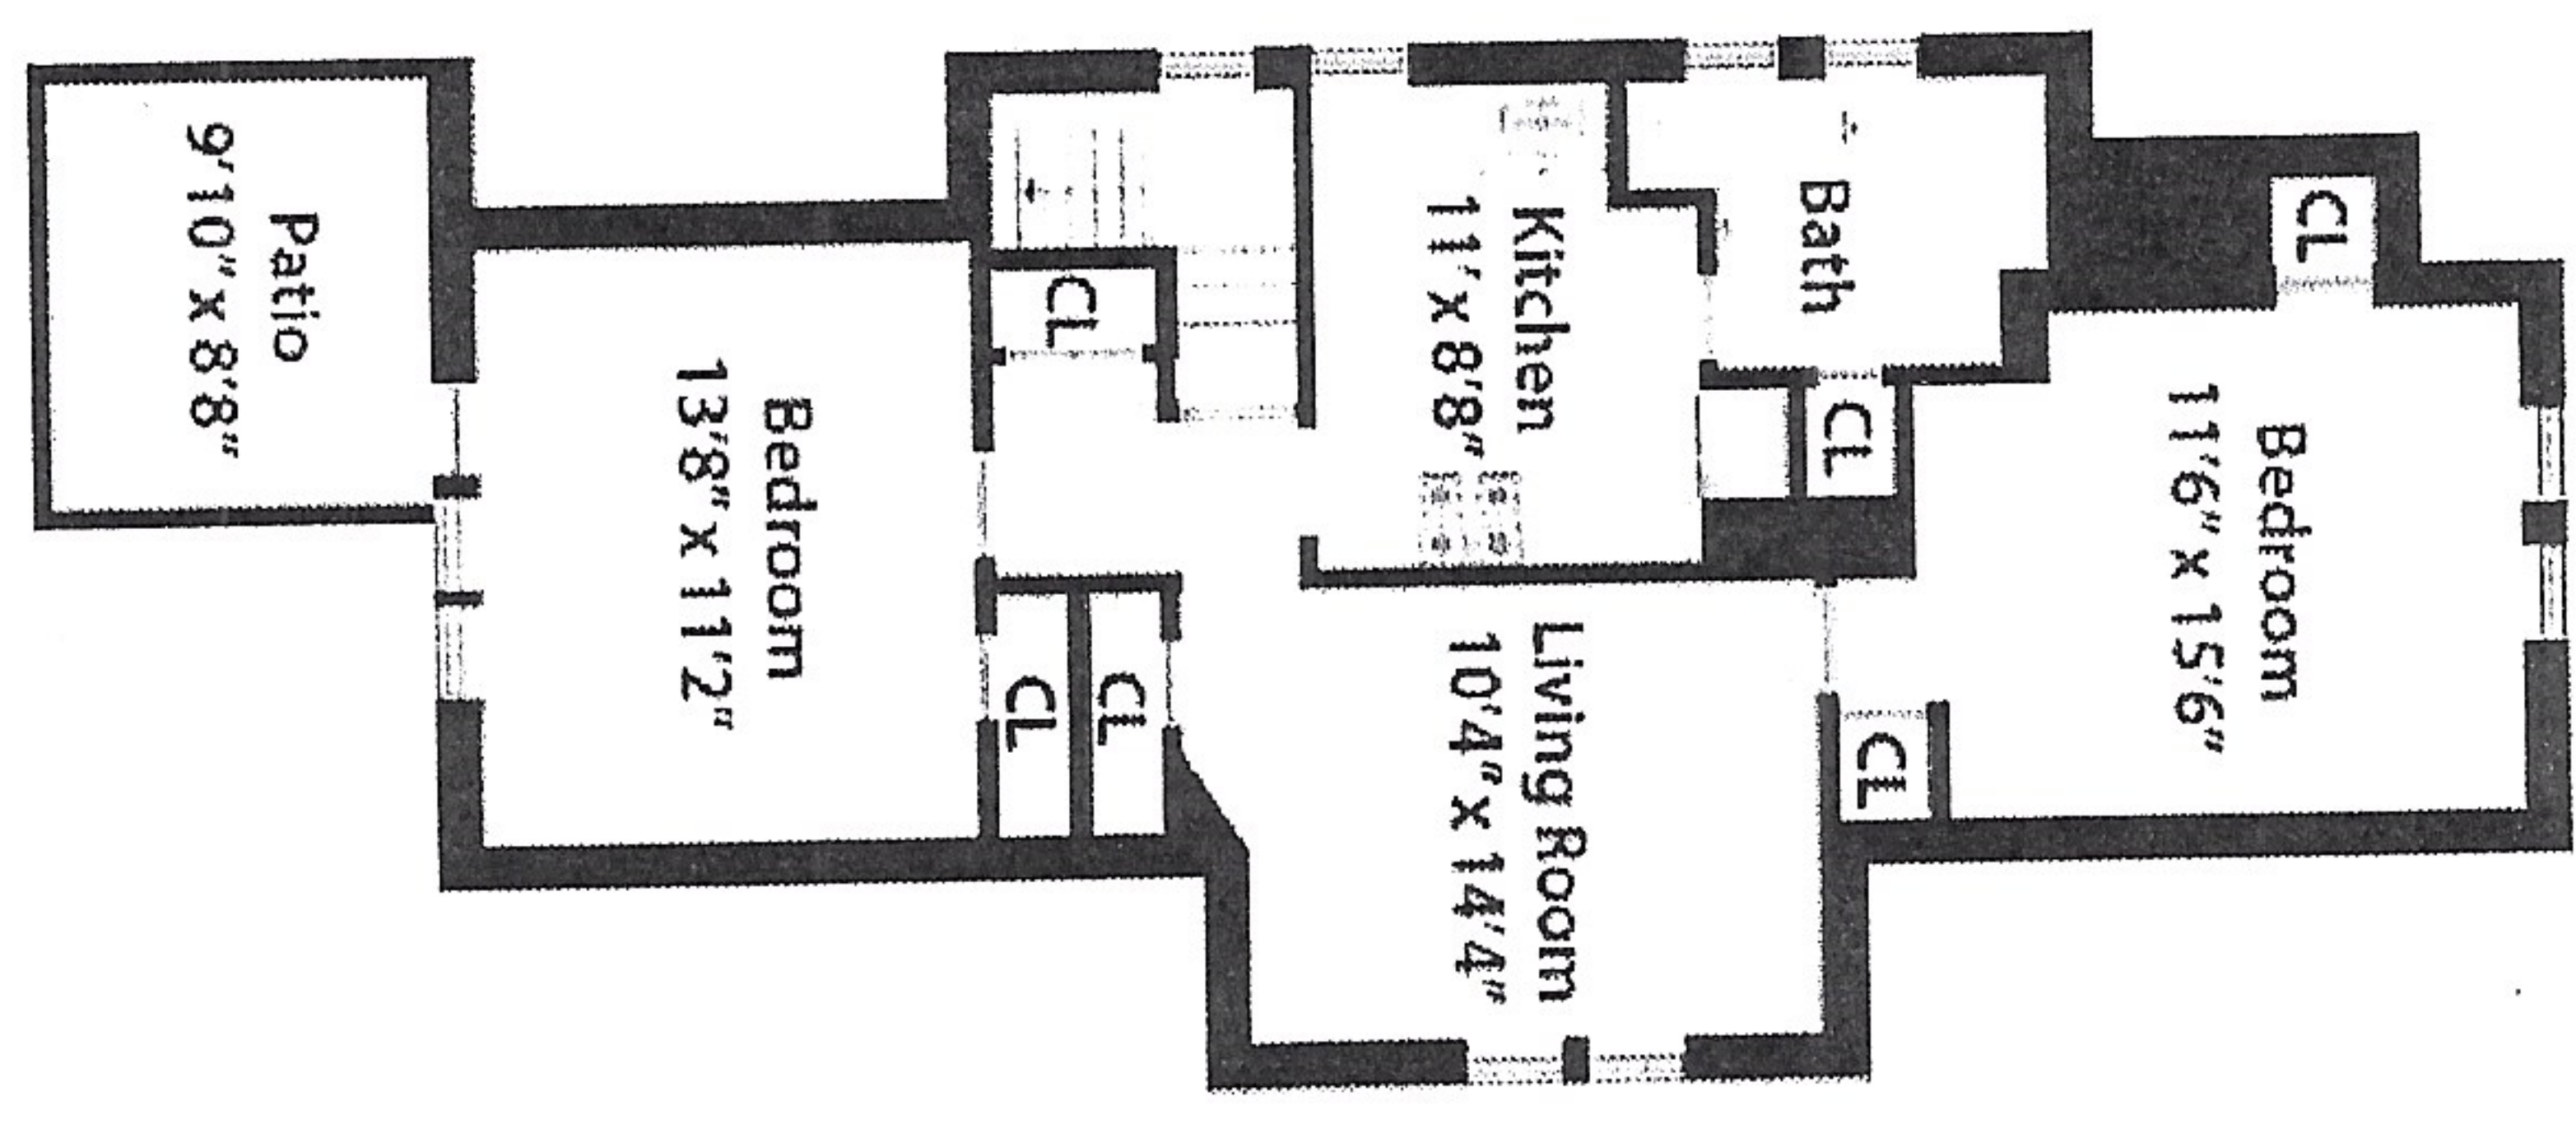 CL
Bedroom
11'6" x 15'6"
CL
Bath
CL
Kitchen
11' x 8'8"
Living Room
10'4" x 14'4"
CL
CL
CL
Bedroom
13'8" x 11'2"
Patio
9'10" x 8'8"